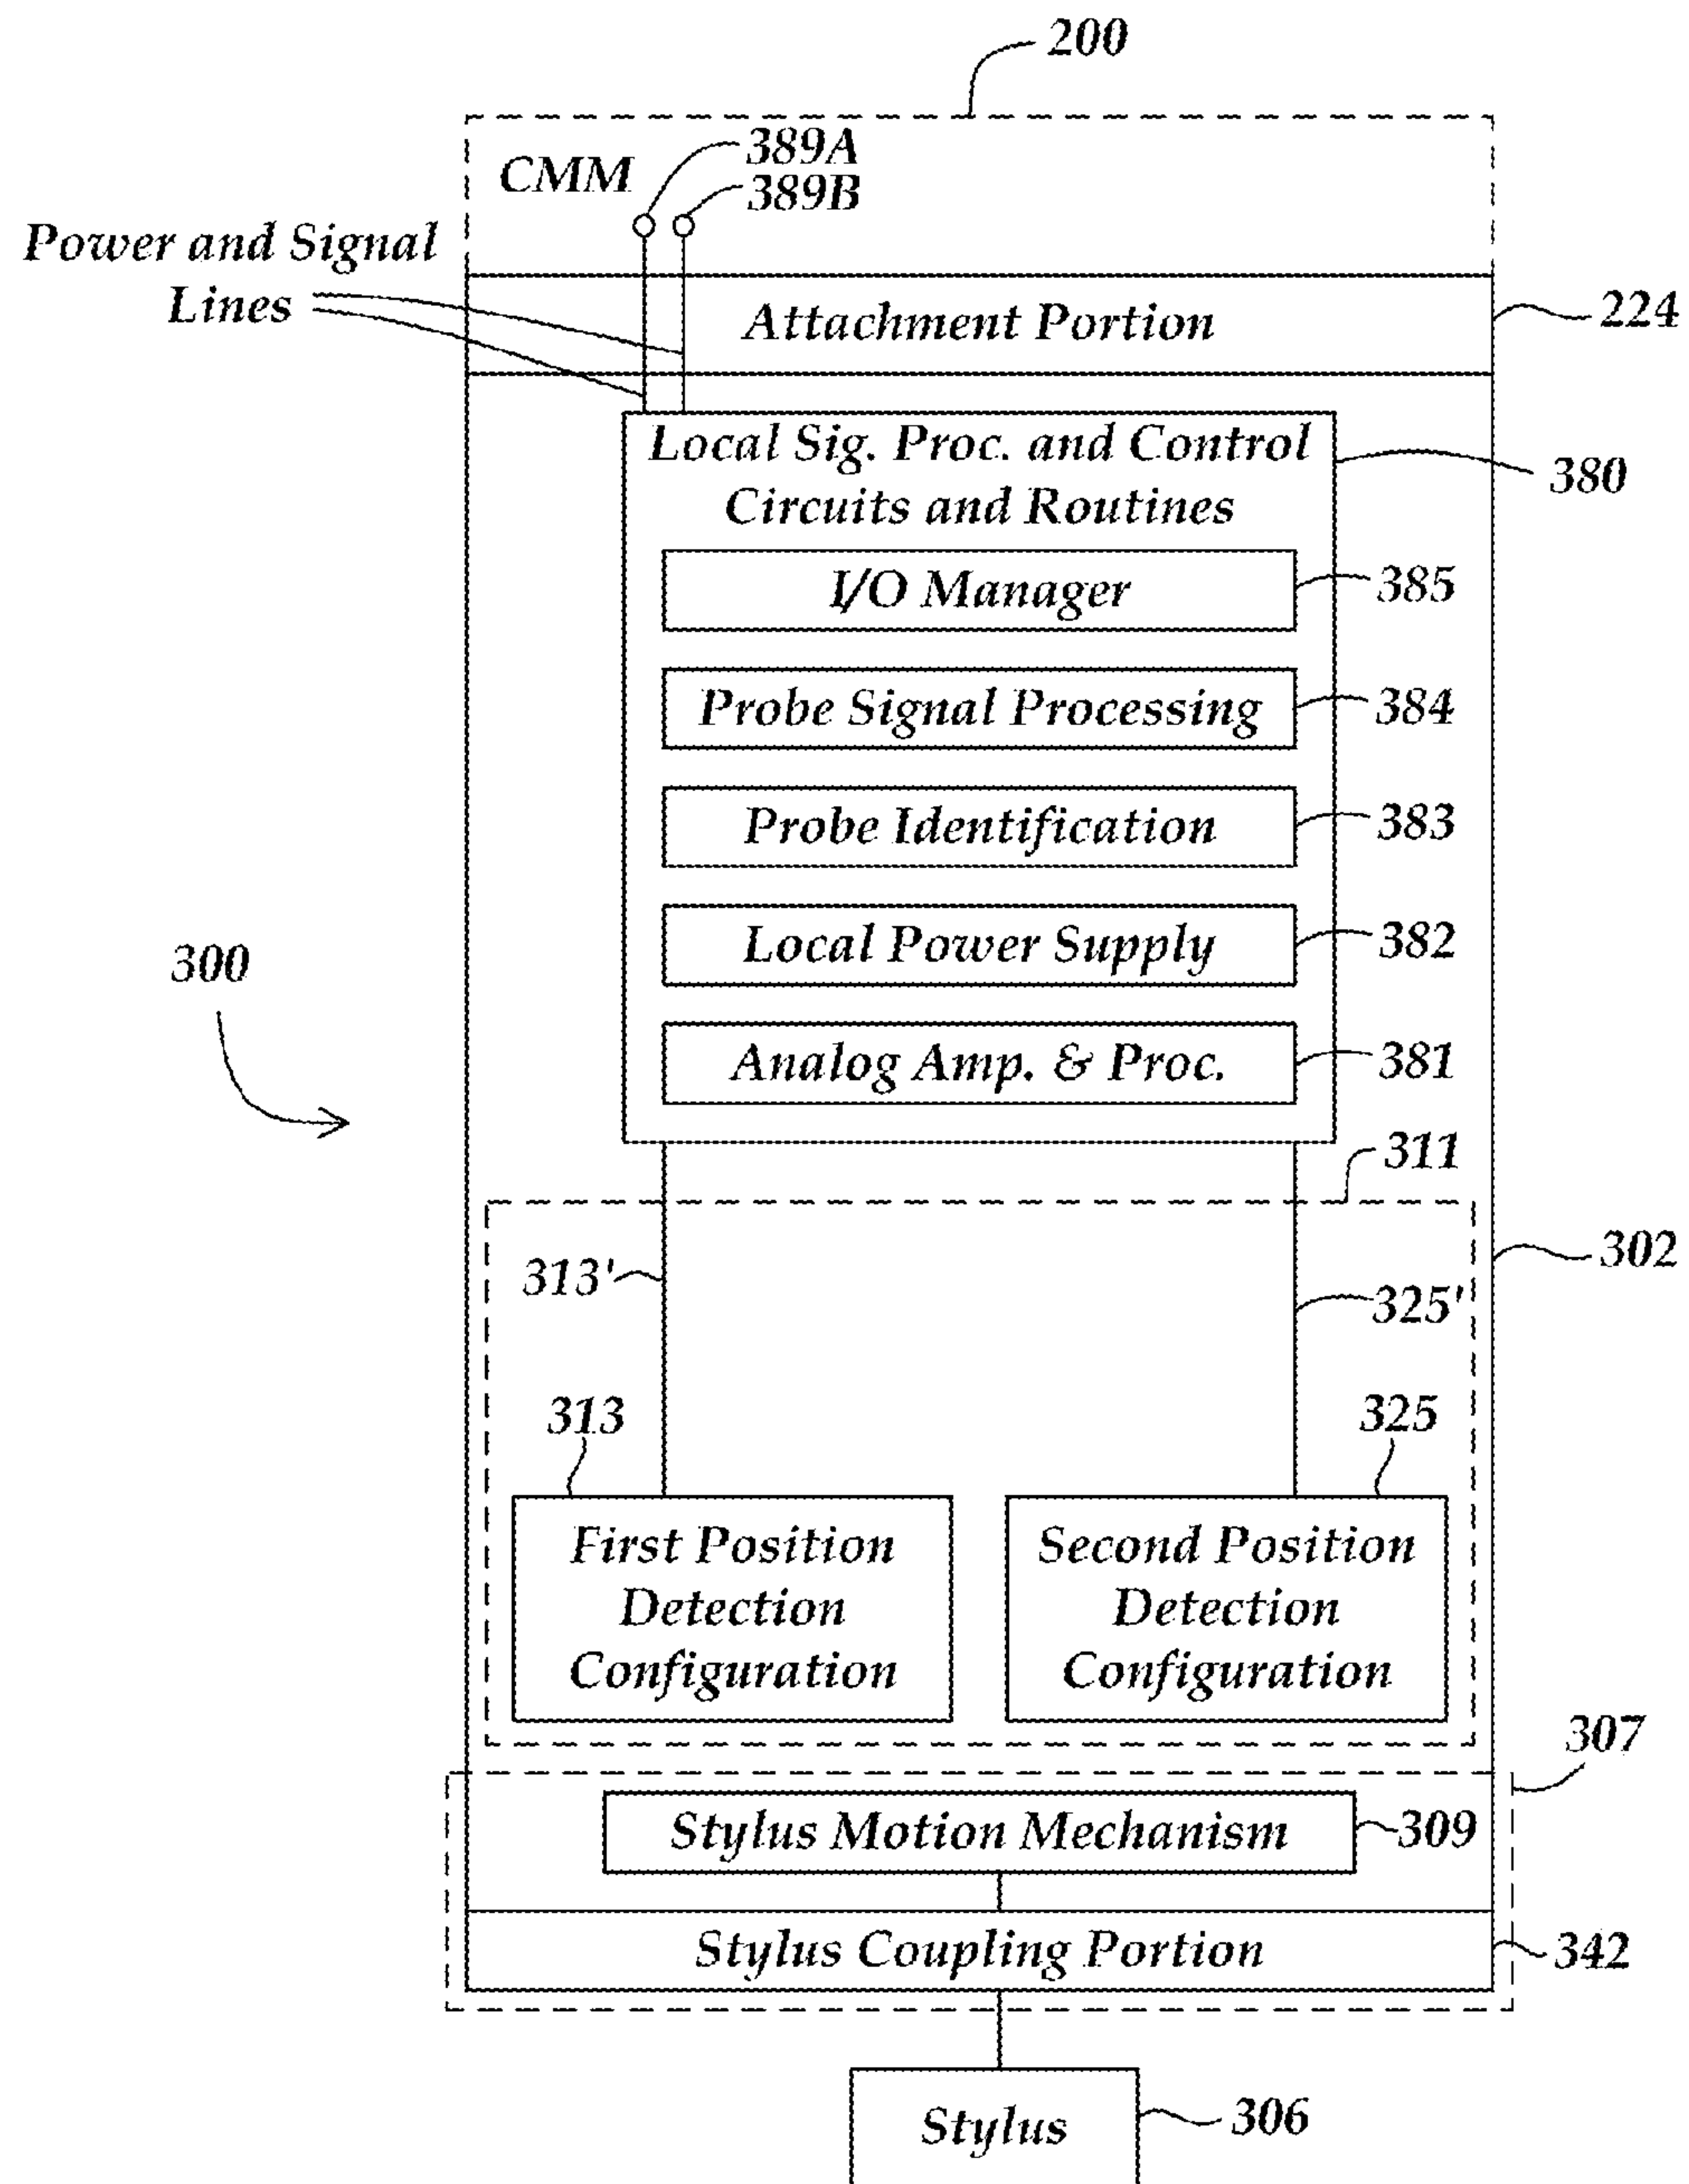 200
CMM
389A
389B
Power and Signal
Lines
Attachment Portion
224
Local Sig. Proc. and Control
Circuits and Routines
380
I/O Manager
385
Probe Signal Processing
384
Probe Identification
383
Local Power Supply
382
300
Analog Amp. & Proc.
381
311
302
313'
325'
313
325
First Position
Detection
Configuration
Second Position
Detection
Configuration
307
Stylus Motion Mechanism
309
Stylus Coupling Portion
342
Stylus
306